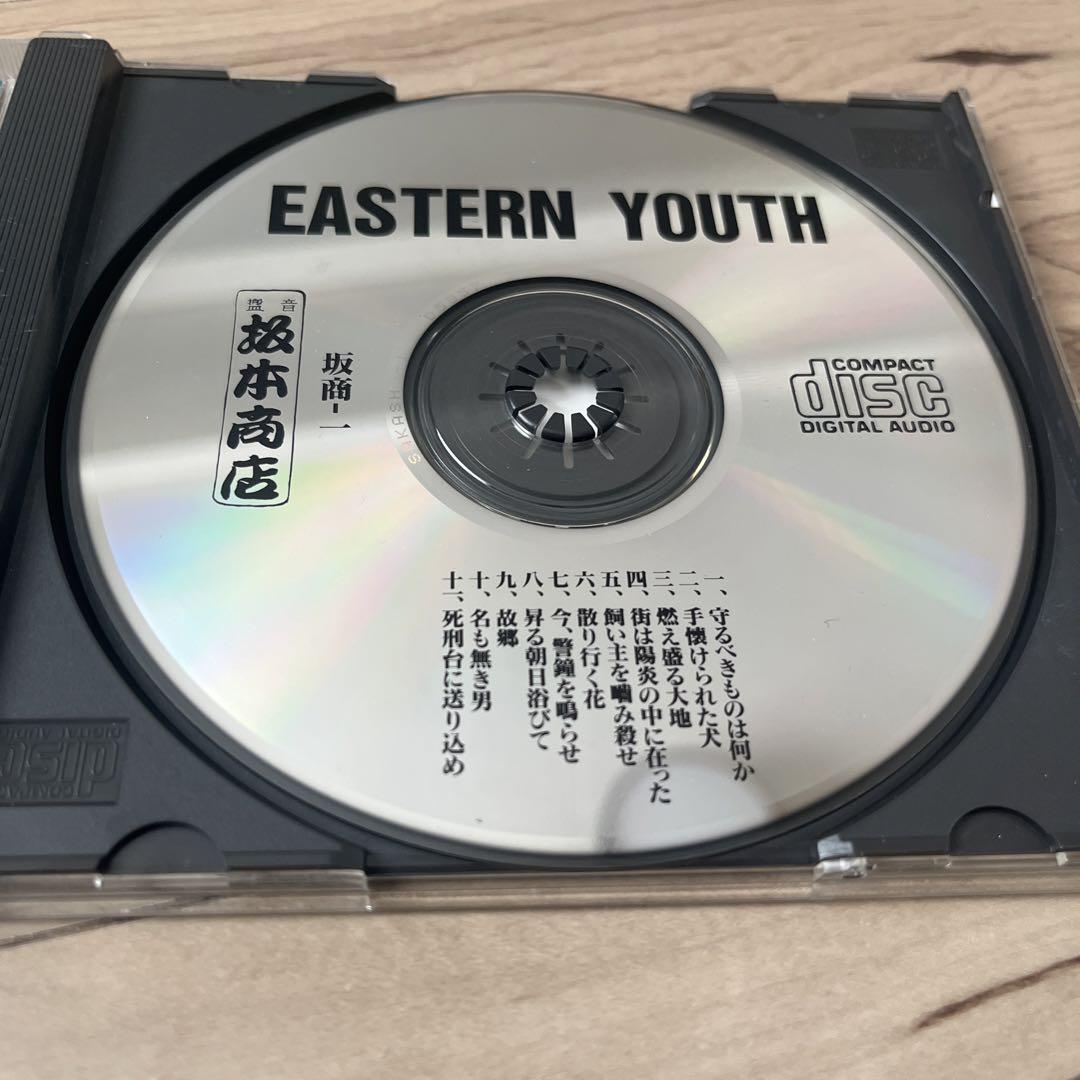 EASTERN YOUTH
音盤
坂本商店
坂商-一
COMPACT
disc
DIGITAL AUDIO
一、守るべきものは何か
二、手懐けられた犬
三、燃え盛る大地
四、街は陽炎の中に在った
五、飼い主を嚙み殺せ
六、散り行く花
七、今、警鐘を鳴らせ
八、昇る朝日浴びて
九、故郷
十、名も無き男
十一、死刑台に送り込め